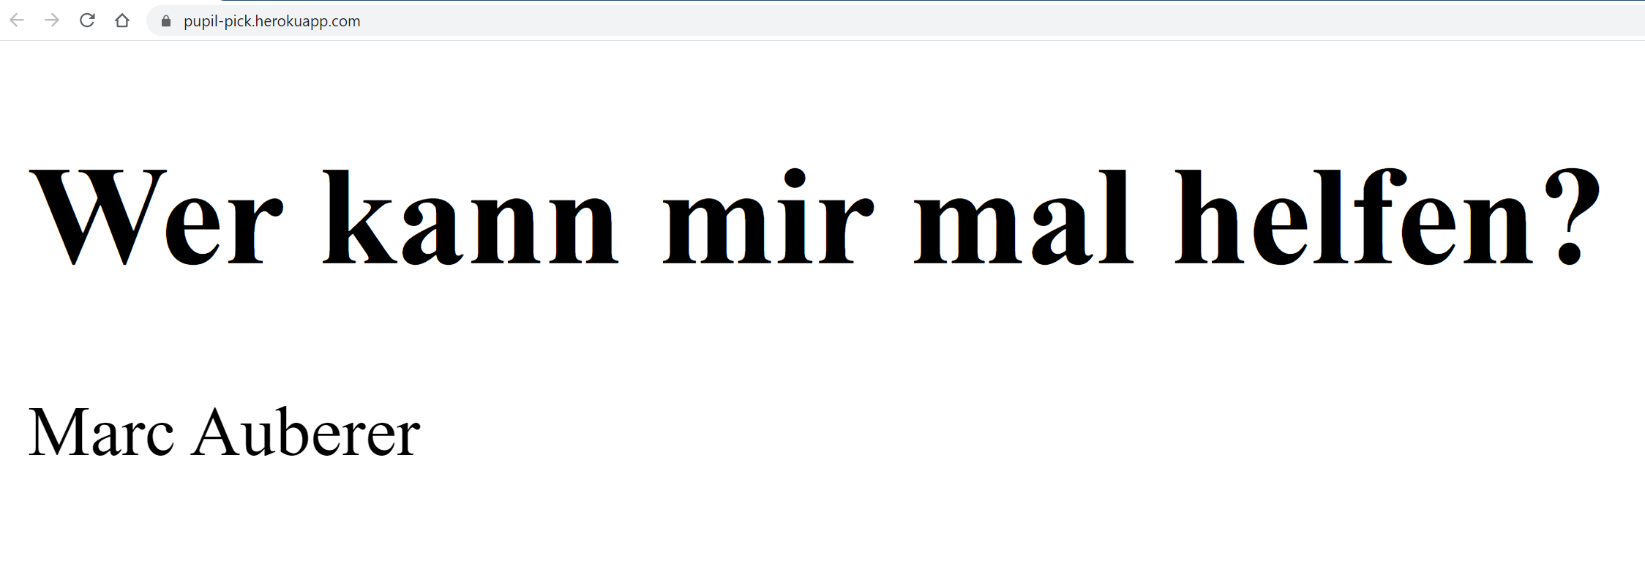 pupil-pick.herokuapp.com
Wer kann mir mal helfen?
Marc Auberer